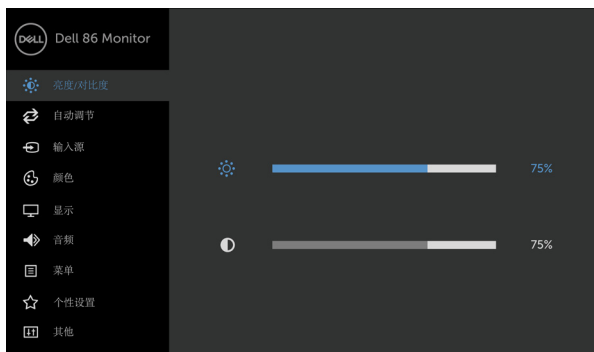 DELL Dell 86 Monitor
亮度/对比度
自动调节
输入源
颜色
显示
音频
菜单
个性设置
其他
75%
75%